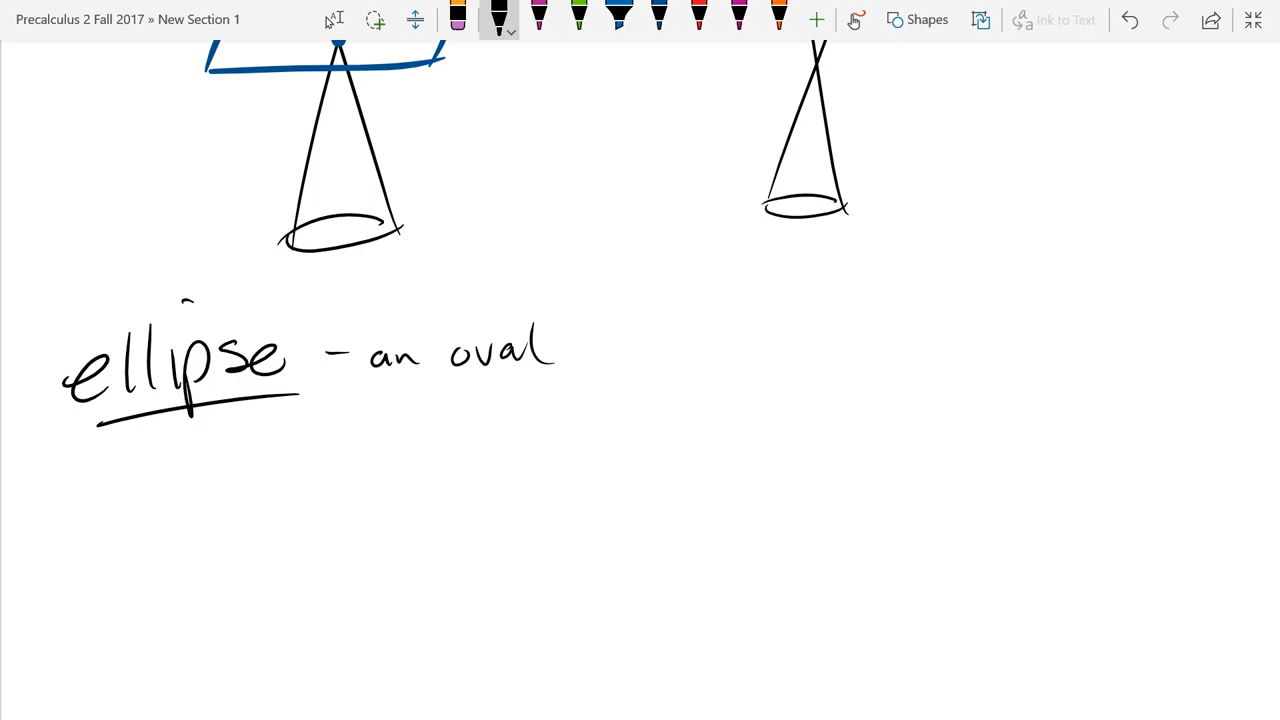 Precalculus 2 Fall 2017 » New Section 1
Shapes
Ink to Text
ellipse - an oval